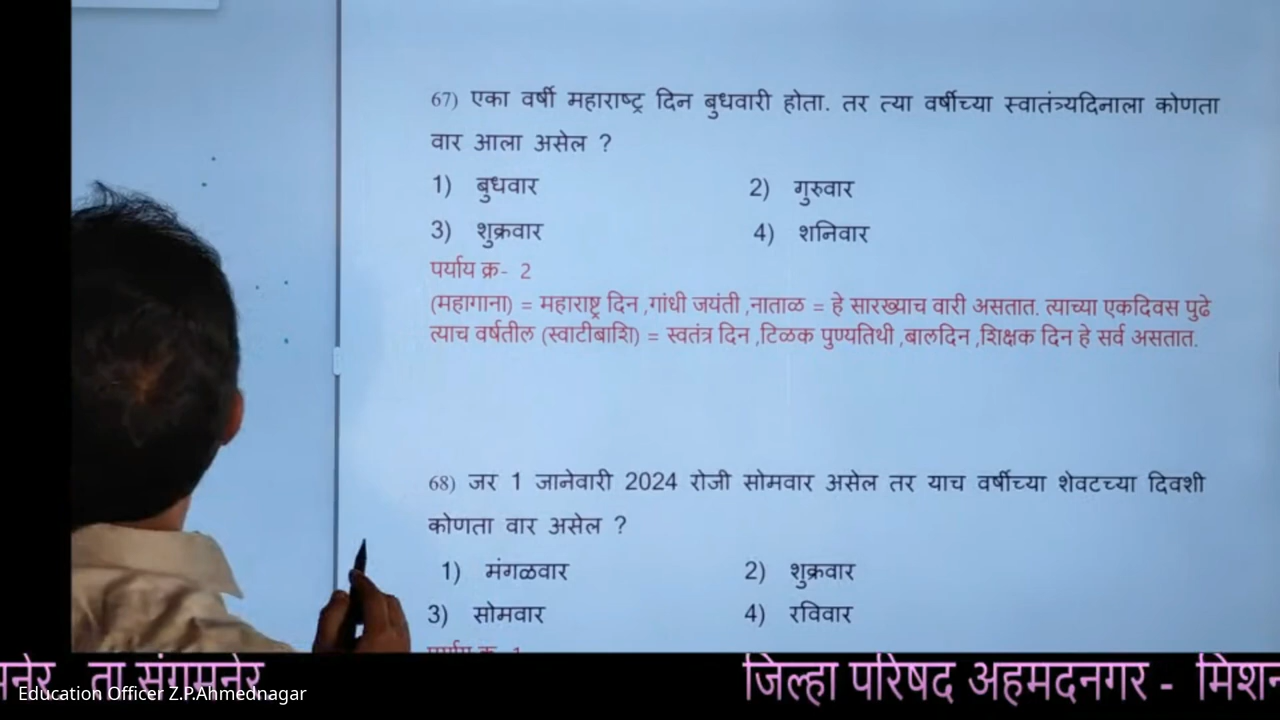 67) एका वर्षी महाराष्ट्र दिन बुधवारी होता. तर त्या वर्षीच्या स्वातंत्र्यदिनाला कोणता
वार आला असेल ?
1) बुधवार 2) गुरुवार
3) शुक्रवार 4) शनिवार
पर्याय क्र- 2
(महागाना) = महाराष्ट्र दिन ,गांधी जयंती ,नाताळ = हे सारख्याच वारी असतात. त्याच्या एकदिवस पुढे
त्याच वर्षतील (स्वाटीबाशि) = स्वतंत्र दिन ,टिळक पुण्यतिथी ,बालदिन ,शिक्षक दिन हे सर्व असतात.
68) जर 1 जानेवारी 2024 रोजी सोमवार असेल तर याच वर्षीच्या शेवटच्या दिवशी
कोणता वार असेल ?
1) मंगळवार 2) शुक्रवार
3) सोमवार 4) रविवार
ता संगमनेर जिल्हा परिषद अहमदनगर -
Education Officer Z.P.Ahmednagar